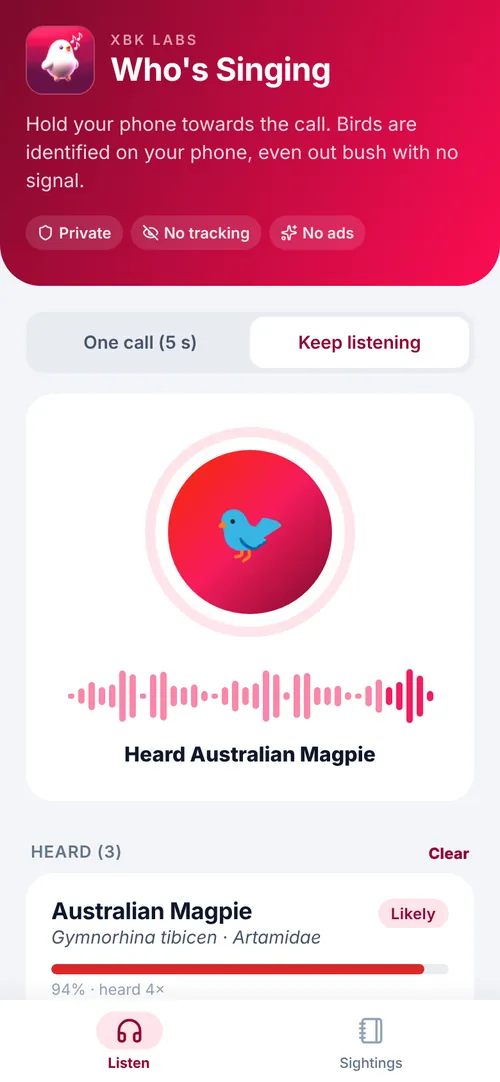 XBK LABS
Who's Singing
Hold your phone towards the call. Birds are
identified on your phone, even out bush with no
signal.
Private
No tracking
No ads
One call (5 s)
Keep listening
Heard Australian Magpie
HEARD (3)
Clear
Australian Magpie
Likely
Gymnorhina tibicen · Artamidae
94% · heard 4×
Listen
Sightings